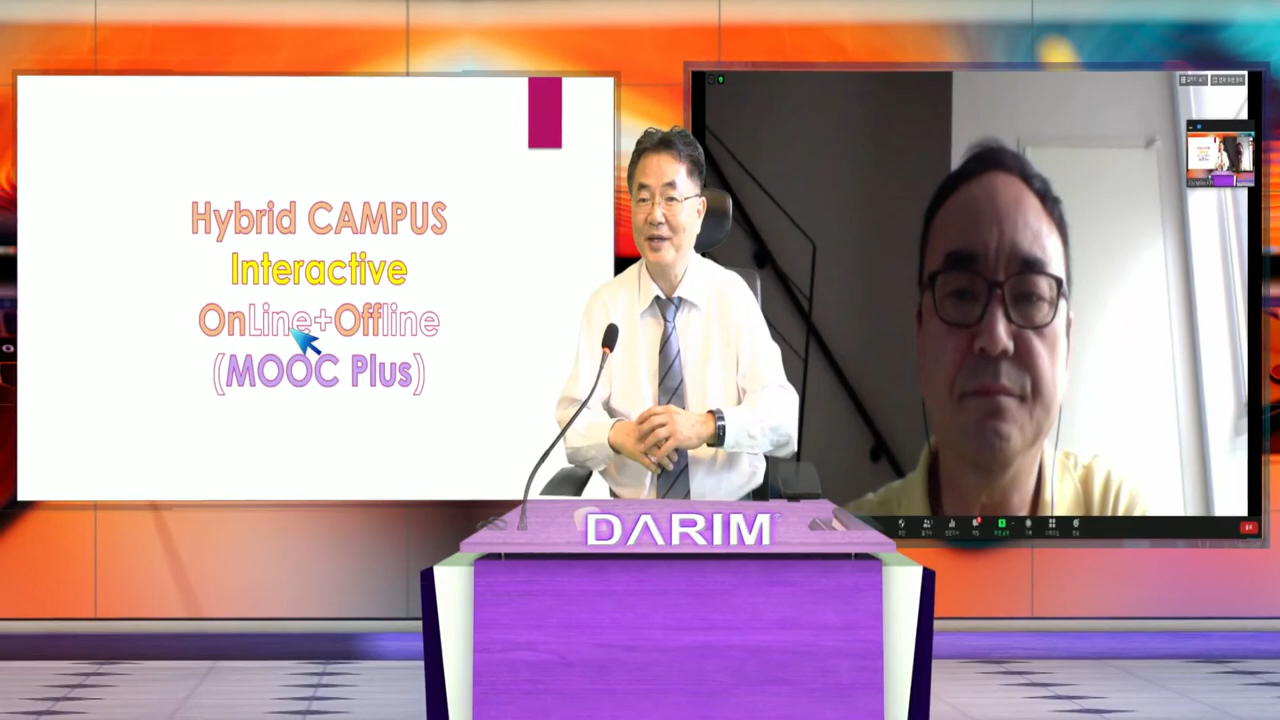 Hybrid CAMPUS
Interactive
OnLine+Offline
(MOOC Plus)
DARIM